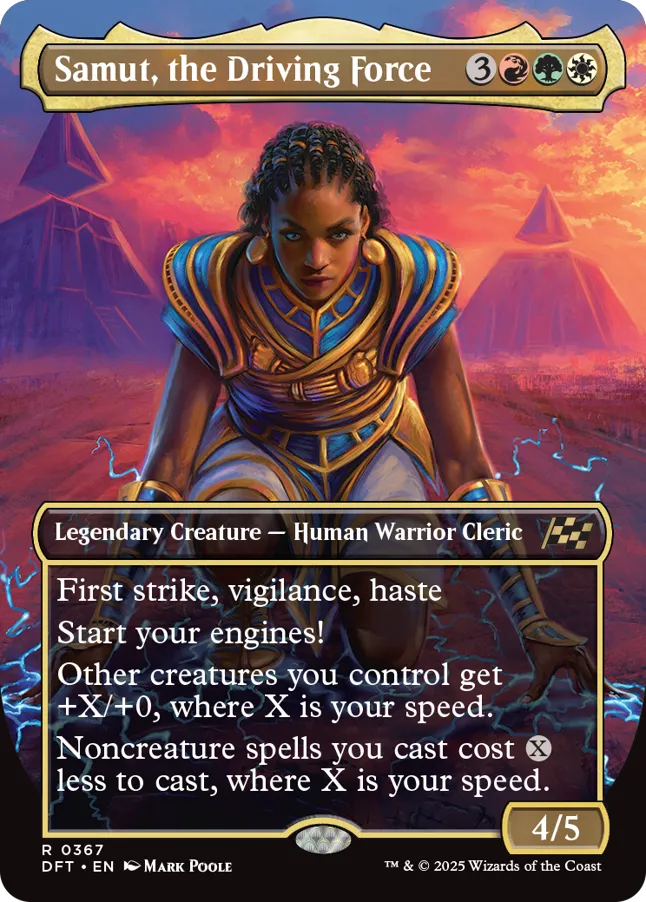 Samut, the Driving Force 3
Legendary Creature — Human Warrior Cleric
First strike, vigilance, haste
Start your engines!
Other creatures you control get
+X/+0, where X is your speed.
Noncreature spells you cast cost X
less to cast, where X is your speed.
4/5
R 0367
DFT • EN Mark Poole
™ & © 2025 Wizards of the Coast